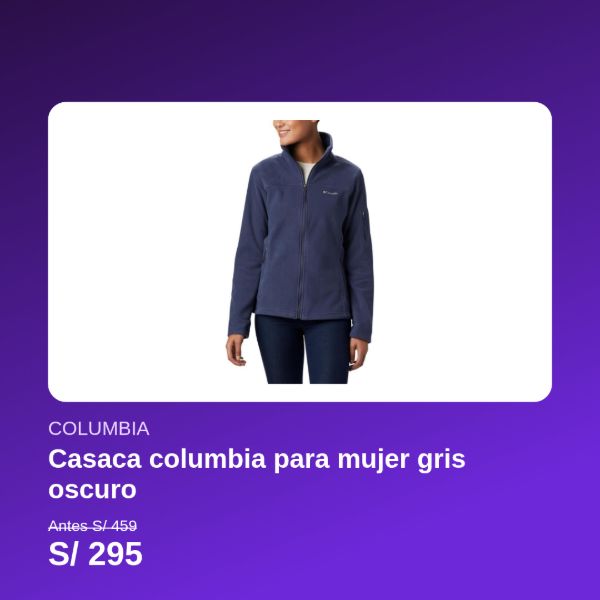 COLUMBIA
Casaca columbia para mujer gris
oscuro
Antes S/ 459
S/ 295